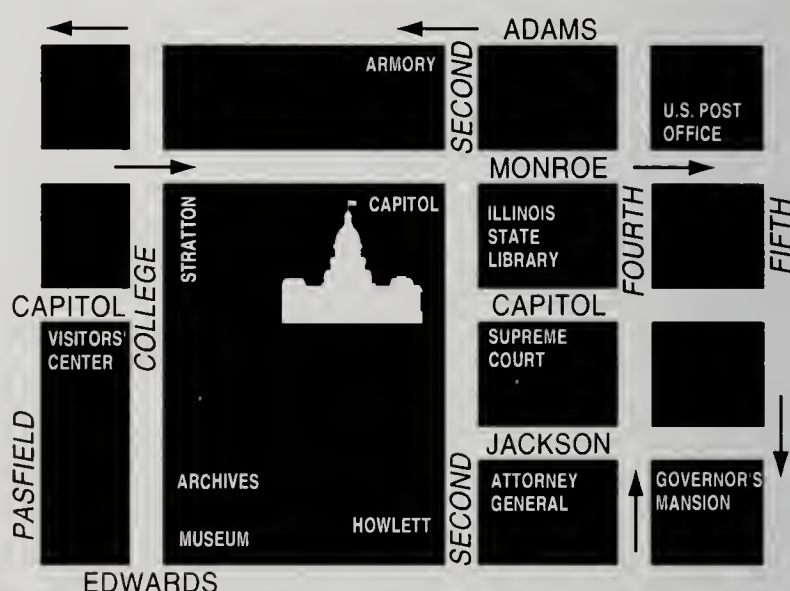 ADAMS
ARMORY
SECOND
U.S. POST
OFFICE
MONROE
STRATTON
CAPITOL
ILLINOIS
STATE
LIBRARY
FOURTH
FIFTH
COLLEGE
CAPITOL
CAPITOL
VISITORS'
CENTER
SUPREME
COURT
PASFIELD
JACKSON
ARCHIVES
SECOND
ATTORNEY
GENERAL
GOVERNOR'S
MANSION
MUSEUM
HOWLETT
EDWARDS